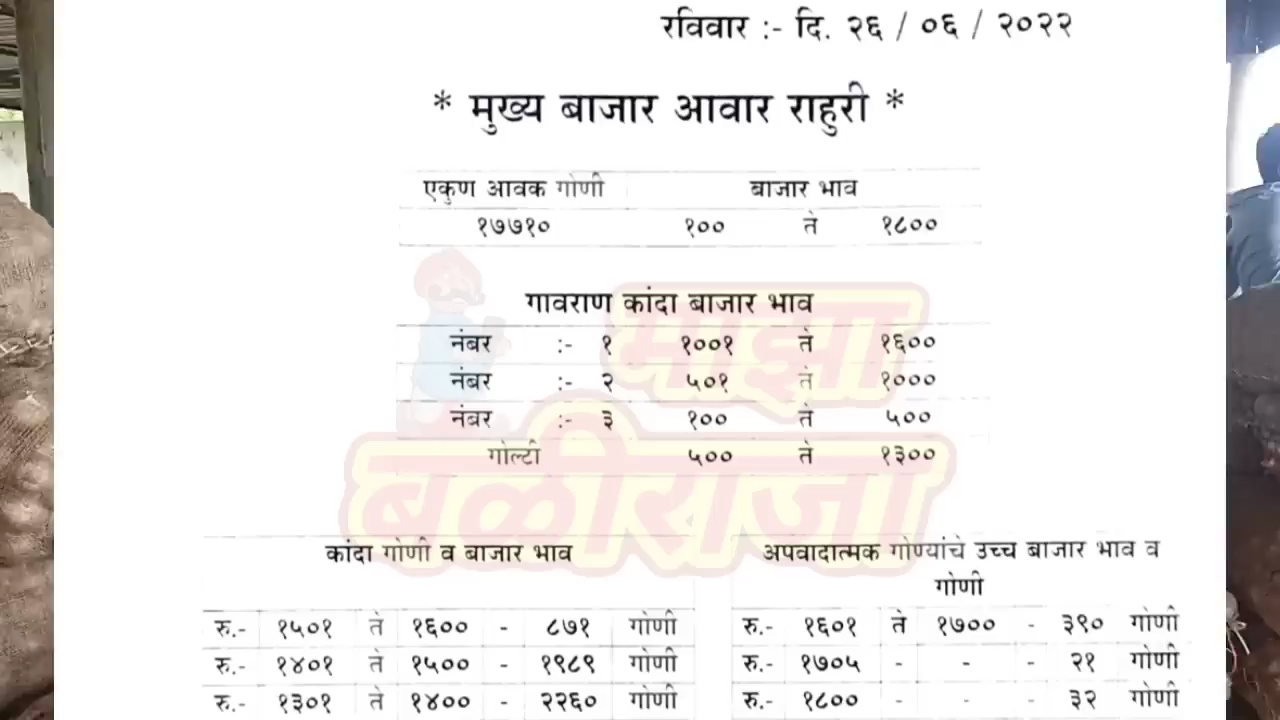 रविवार :- दि. २६ / ०६ / २०२२
* मुख्य बाजार आवार राहुरी *
एकुण आवक गोणी बाजार भाव
१७७१० १०० ते १८००
गावराण कांदा बाजार भाव
नंबर :- १ १००१ ते १६००
नंबर :- २ ५०१ ते १०००
नंबर :- ३ १०० ते ५००
गोल्टी ५०० ते १३००
माझा
बळीराजा
कांदा गोणी व बाजार भाव
रु.- १५०१ ते १६०० - ८७१ गोणी
रु.- १४०१ ते १५०० - १९८९ गोणी
रु.- १३०१ ते १४०० - २२६० गोणी
अपवादात्मक गोण्यांचे उच्च बाजार भाव व
गोणी
रु.- १६०१ ते १७०० - ३९० गोणी
रु.- १७०५ - - - २१ गोणी
रु.- १८०० - - - ३२ गोणी